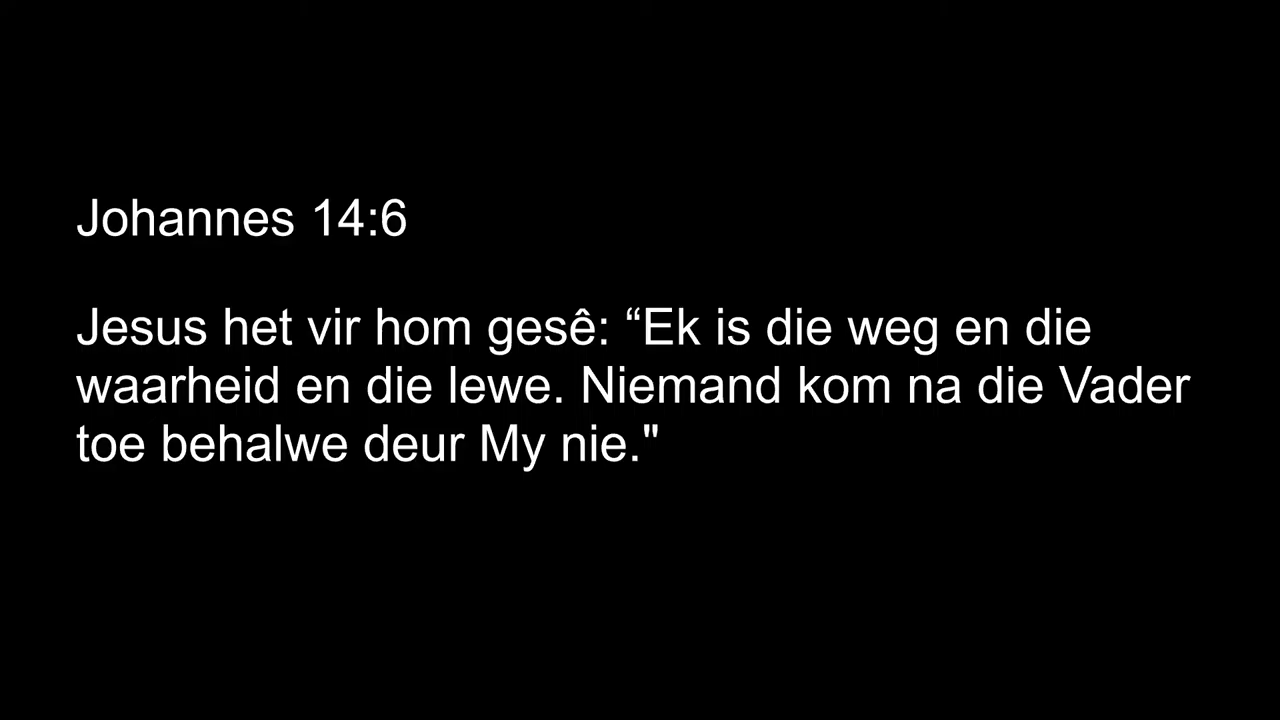 Johannes 14:6
Jesus het vir hom gesê: “Ek is die weg en die
waarheid en die lewe. Niemand kom na die Vader
toe behalwe deur My nie."